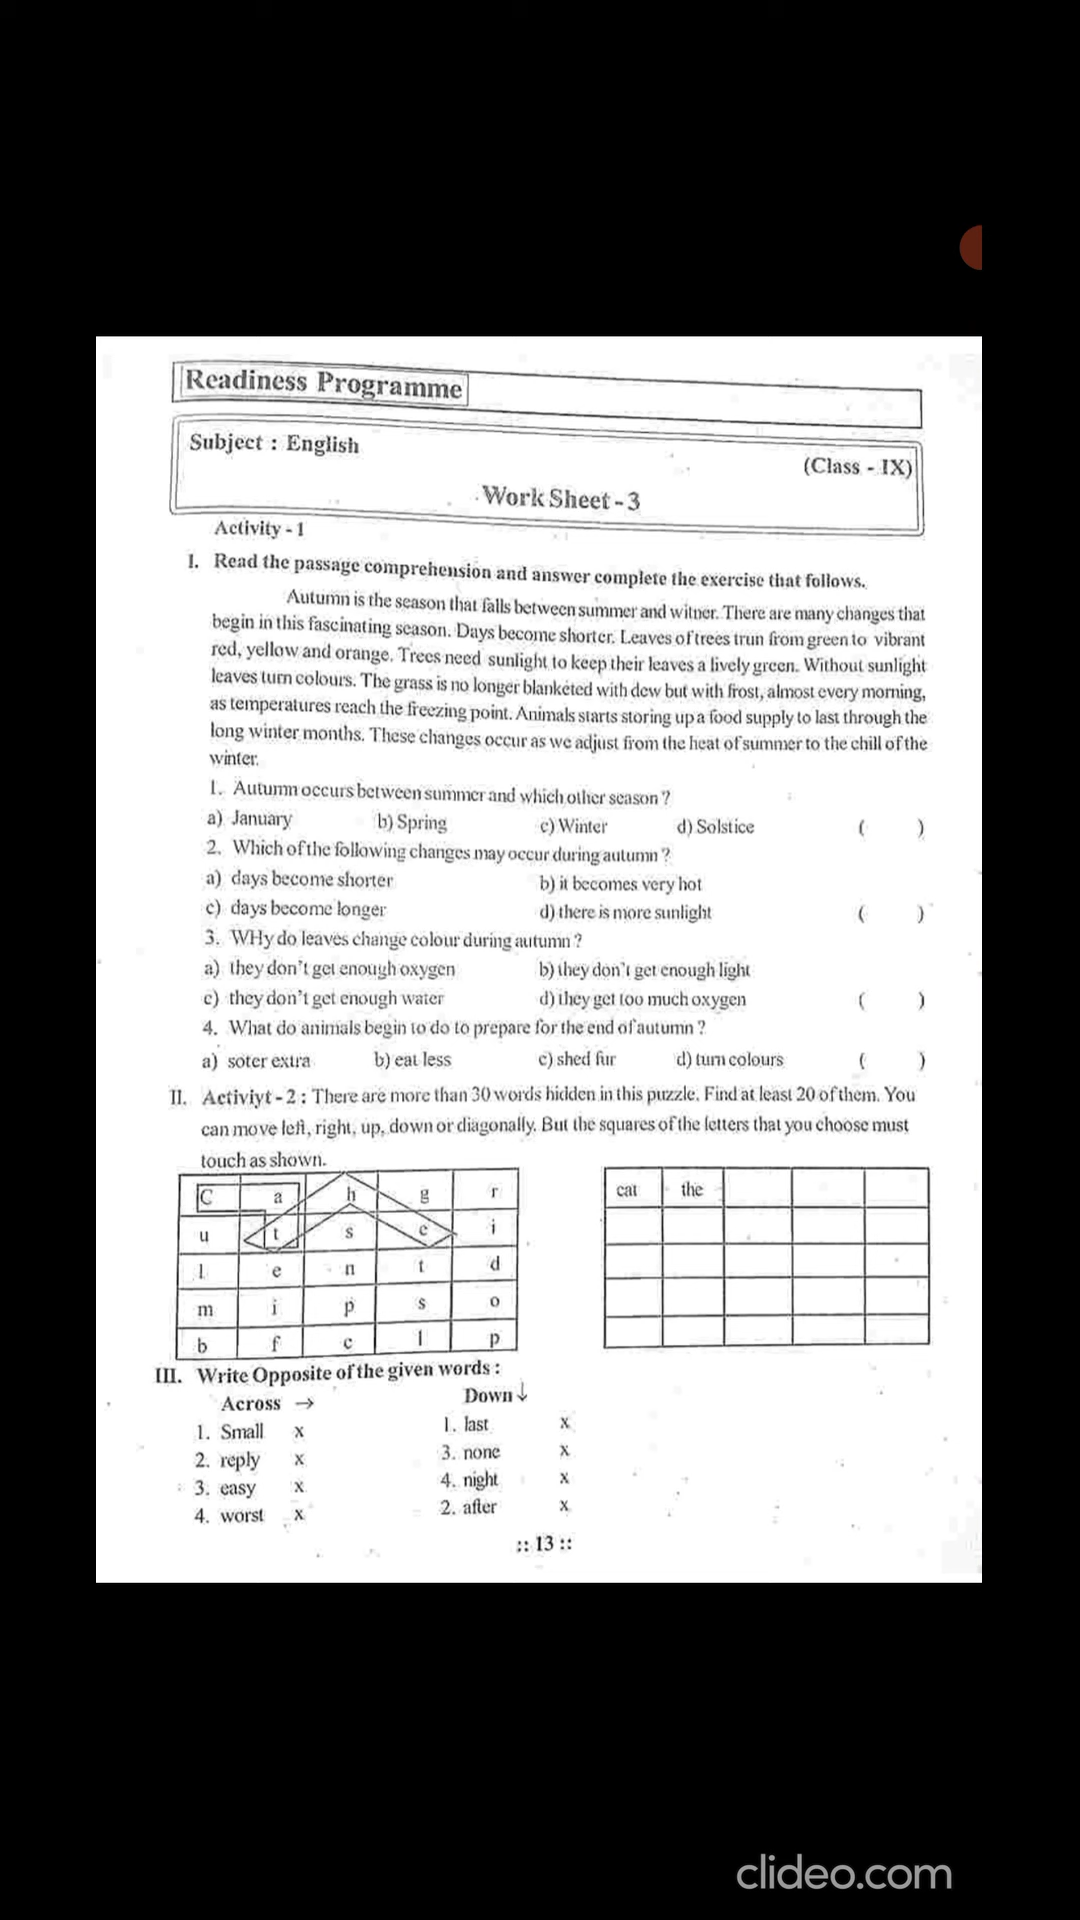 Readiness Programme
Subject : English
(Class - IX)
Work Sheet - 3
Activity - 1
I. Read the passage comprehension and answer complete the exercise that follows.
Autumn is the season that falls between summer and witner. There are many changes that
begin in this fascinating season. Days become shorter. Leaves of trees trun from green to vibrant
red, yellow and orange. Trees need sunlight to keep their leaves a lively green. Without sunlight
leaves turn colours. The grass is no longer blanketed with dew but with frost, almost every morning,
as temperatures reach the freezing point. Animals starts storing up a food supply to last through the
long winter months. These changes occur as we adjust from the heat of summer to the chill of the
winter.
1. Autumn occurs between summer and which other season ?
a) January b) Spring c) Winter d) Solstice ( )
2. Which of the following changes may occur during autumn ?
a) days become shorter b) it becomes very hot
c) days become longer d) there is more sunlight ( )
3. WHy do leaves change colour during autumn ?
a) they don't get enough oxygen b) they don't get enough light
c) they don't get enough water d) they get too much oxygen ( )
4. What do animals begin to do to prepare for the end of autumn ?
a) soter extra b) eat less c) shed fur d) turn colours ( )
II. Activiyt - 2 : There are more than 30 words hidden in this puzzle. Find at least 20 of them. You
can move left, right, up, down or diagonally. But the squares of the letters that you choose must
touch as shown.
C a h g r
u t s e i
l e n t d
m i p s o
b f c l p
cat the
III. Write Opposite of the given words :
Across → Down ↓
1. Small x 1. last x
2. reply x 3. none x
3. easy x 4. night x
4. worst x 2. after x
:: 13 ::
clideo.com